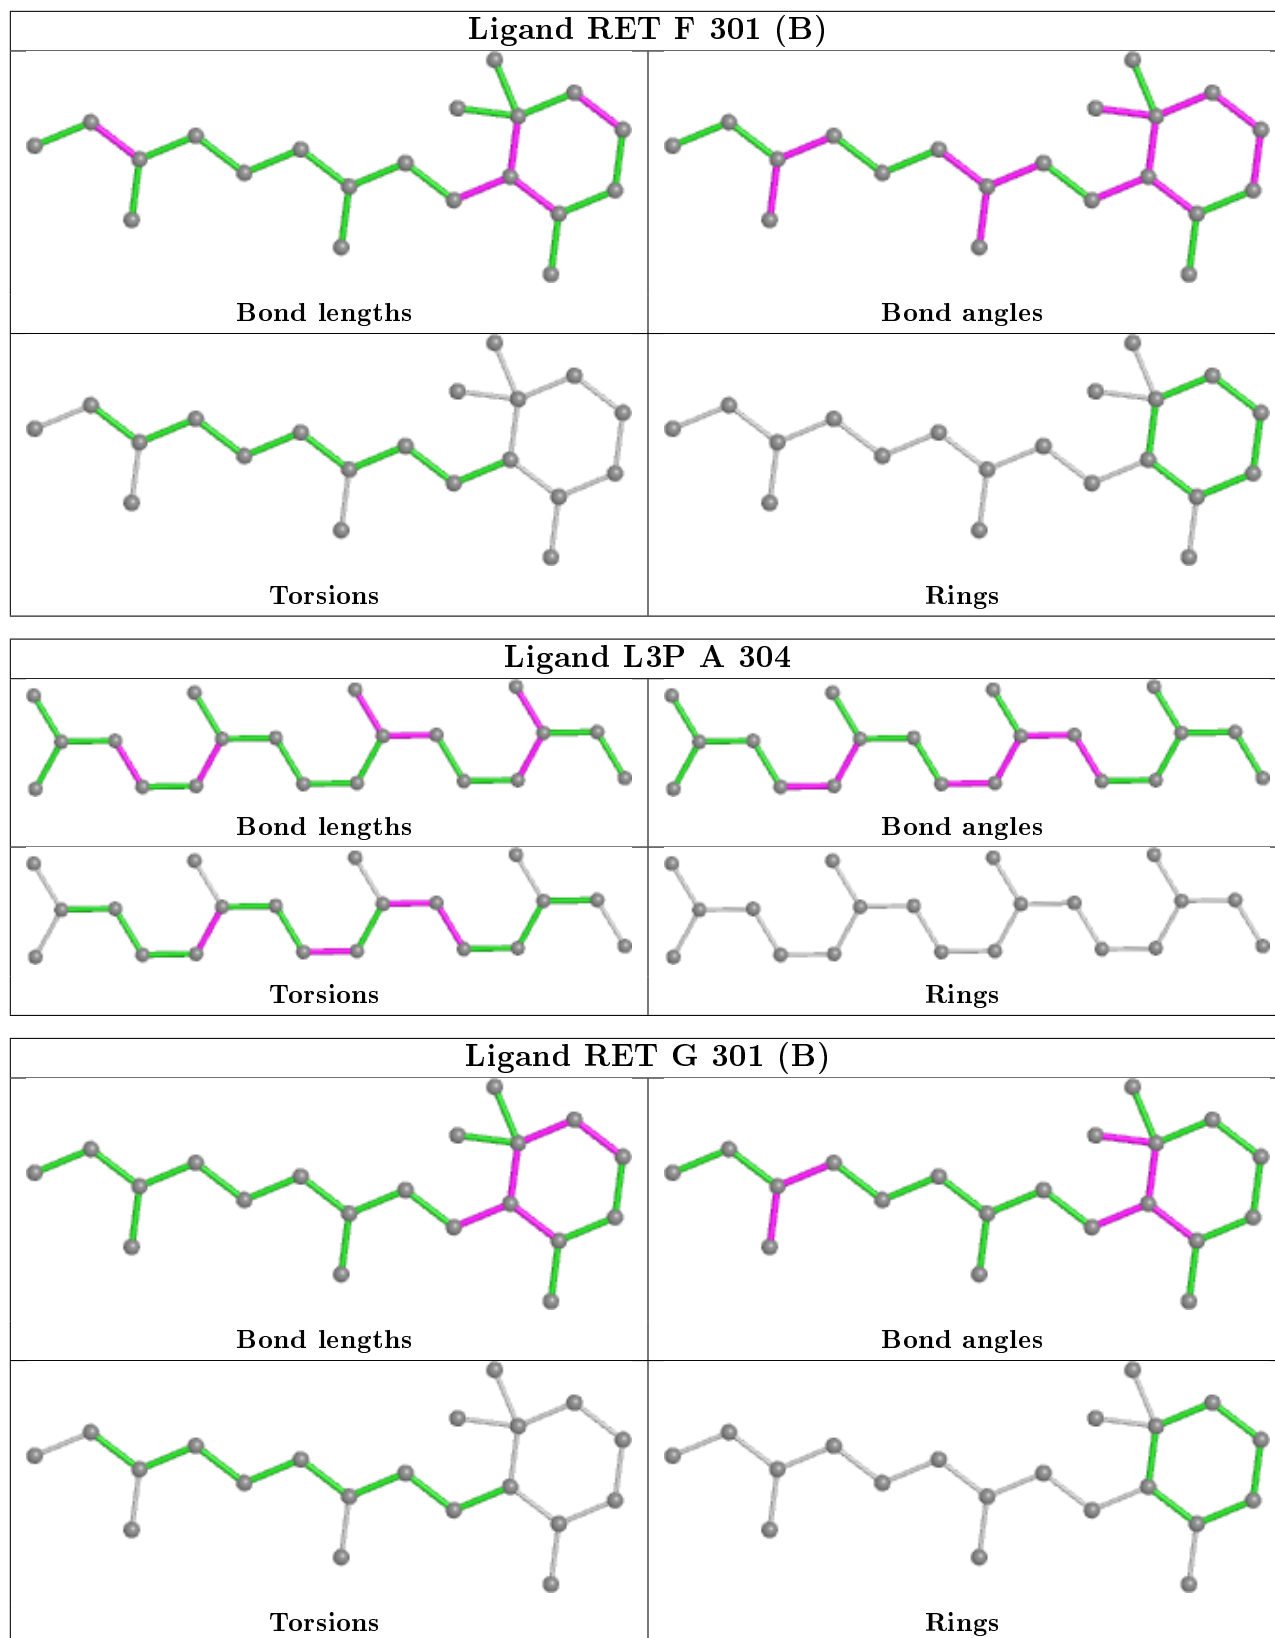 Ligand RET F 301 (B)
Bond lengths
Bond angles
Torsions
Rings
Ligand L3P A 304
Bond lengths
Bond angles
Torsions
Rings
Ligand RET G 301 (B)
Bond lengths
Bond angles
Torsions
Rings